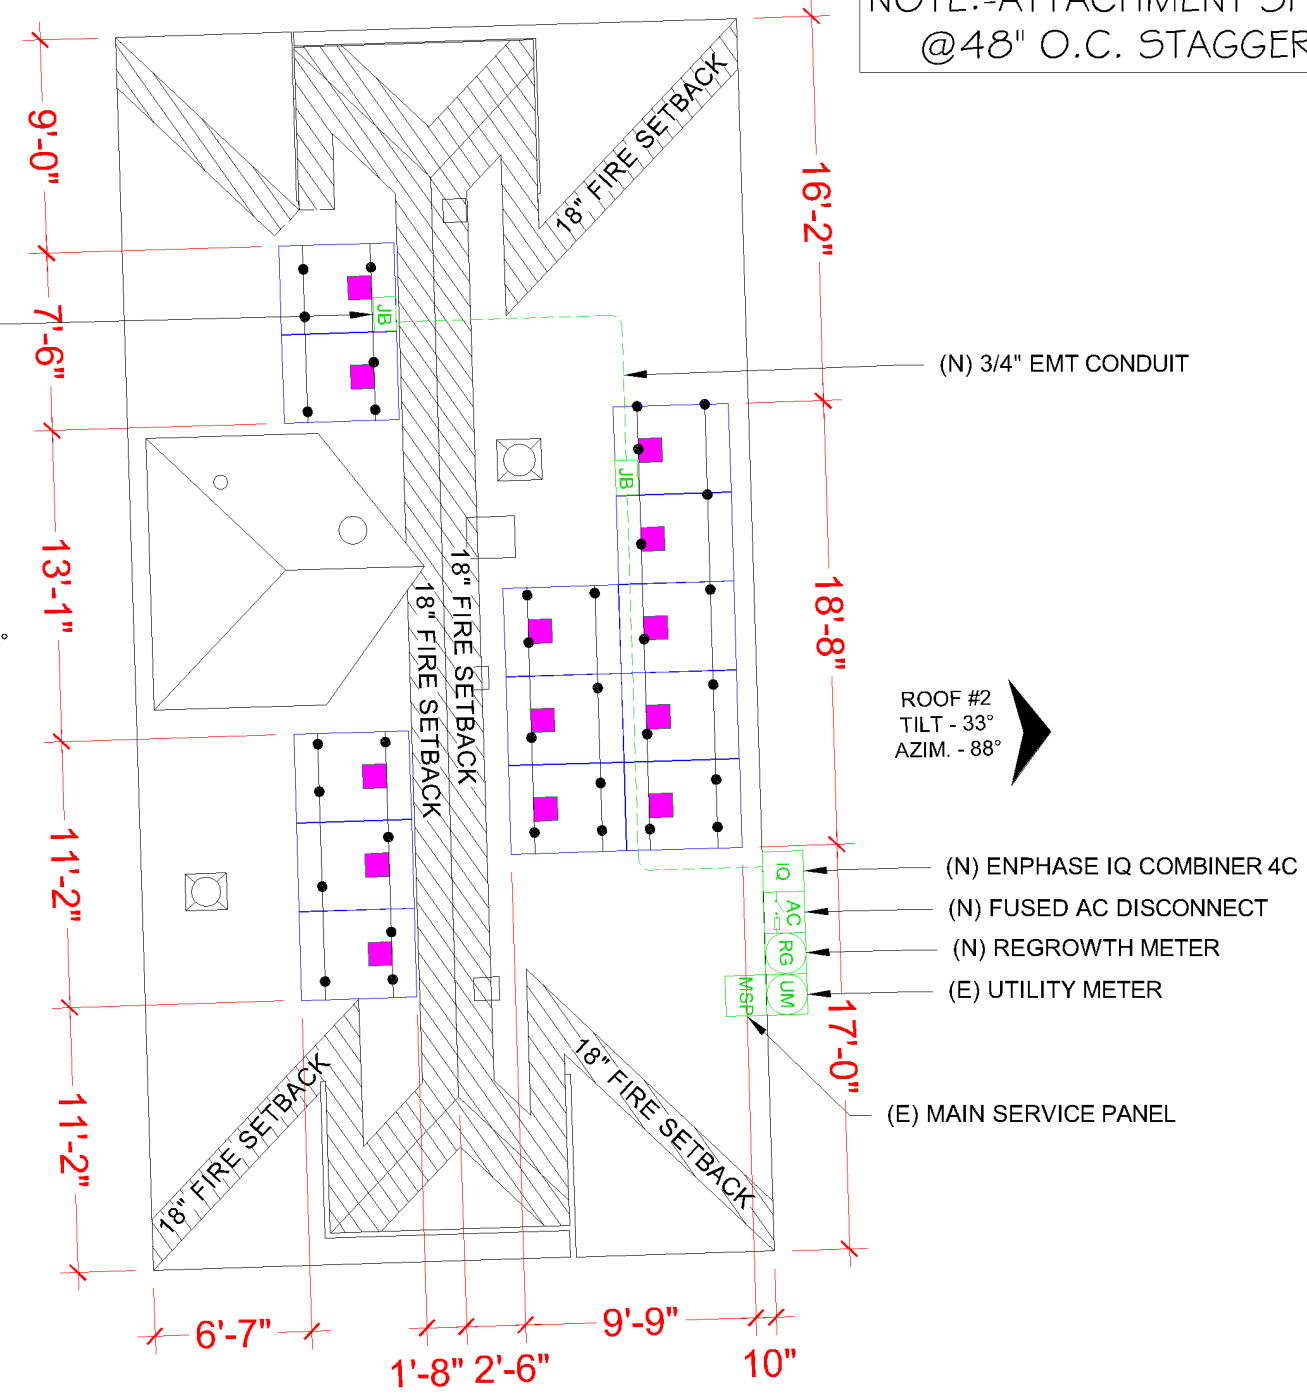 NOTE:-ATTACHMENT
@48" O.C.
18" FIRE SETBACK
9'-0"
16'-2"
7'-6"
JB
(N) 3/4" EMT CONDUIT
JB
13'-1"
18" FIRE SETBACK
18" FIRE SETBACK
18'-8"
°
ROOF #2
TILT - 33°
AZIM. - 88°
11'-2"
IQ
(N) ENPHASE IQ COMBINER 4C
AC
(N) FUSED AC DISCONNECT
RG
(N) REGROWTH METER
MSP
UM
(E) UTILITY METER
17'-0"
18" FIRE SETBACK
18" FIRE SETBACK
(E) MAIN SERVICE PANEL
11'-2"
6'-7"
1'-8"
2'-6"
9'-9"
10"